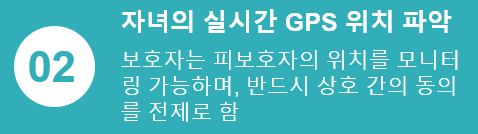 02
자녀의 실시간 GPS 위치 파악
보호자는 피보호자의 위치를 모니터
링 가능하며, 반드시 상호 간의 동의
를 전제로 함